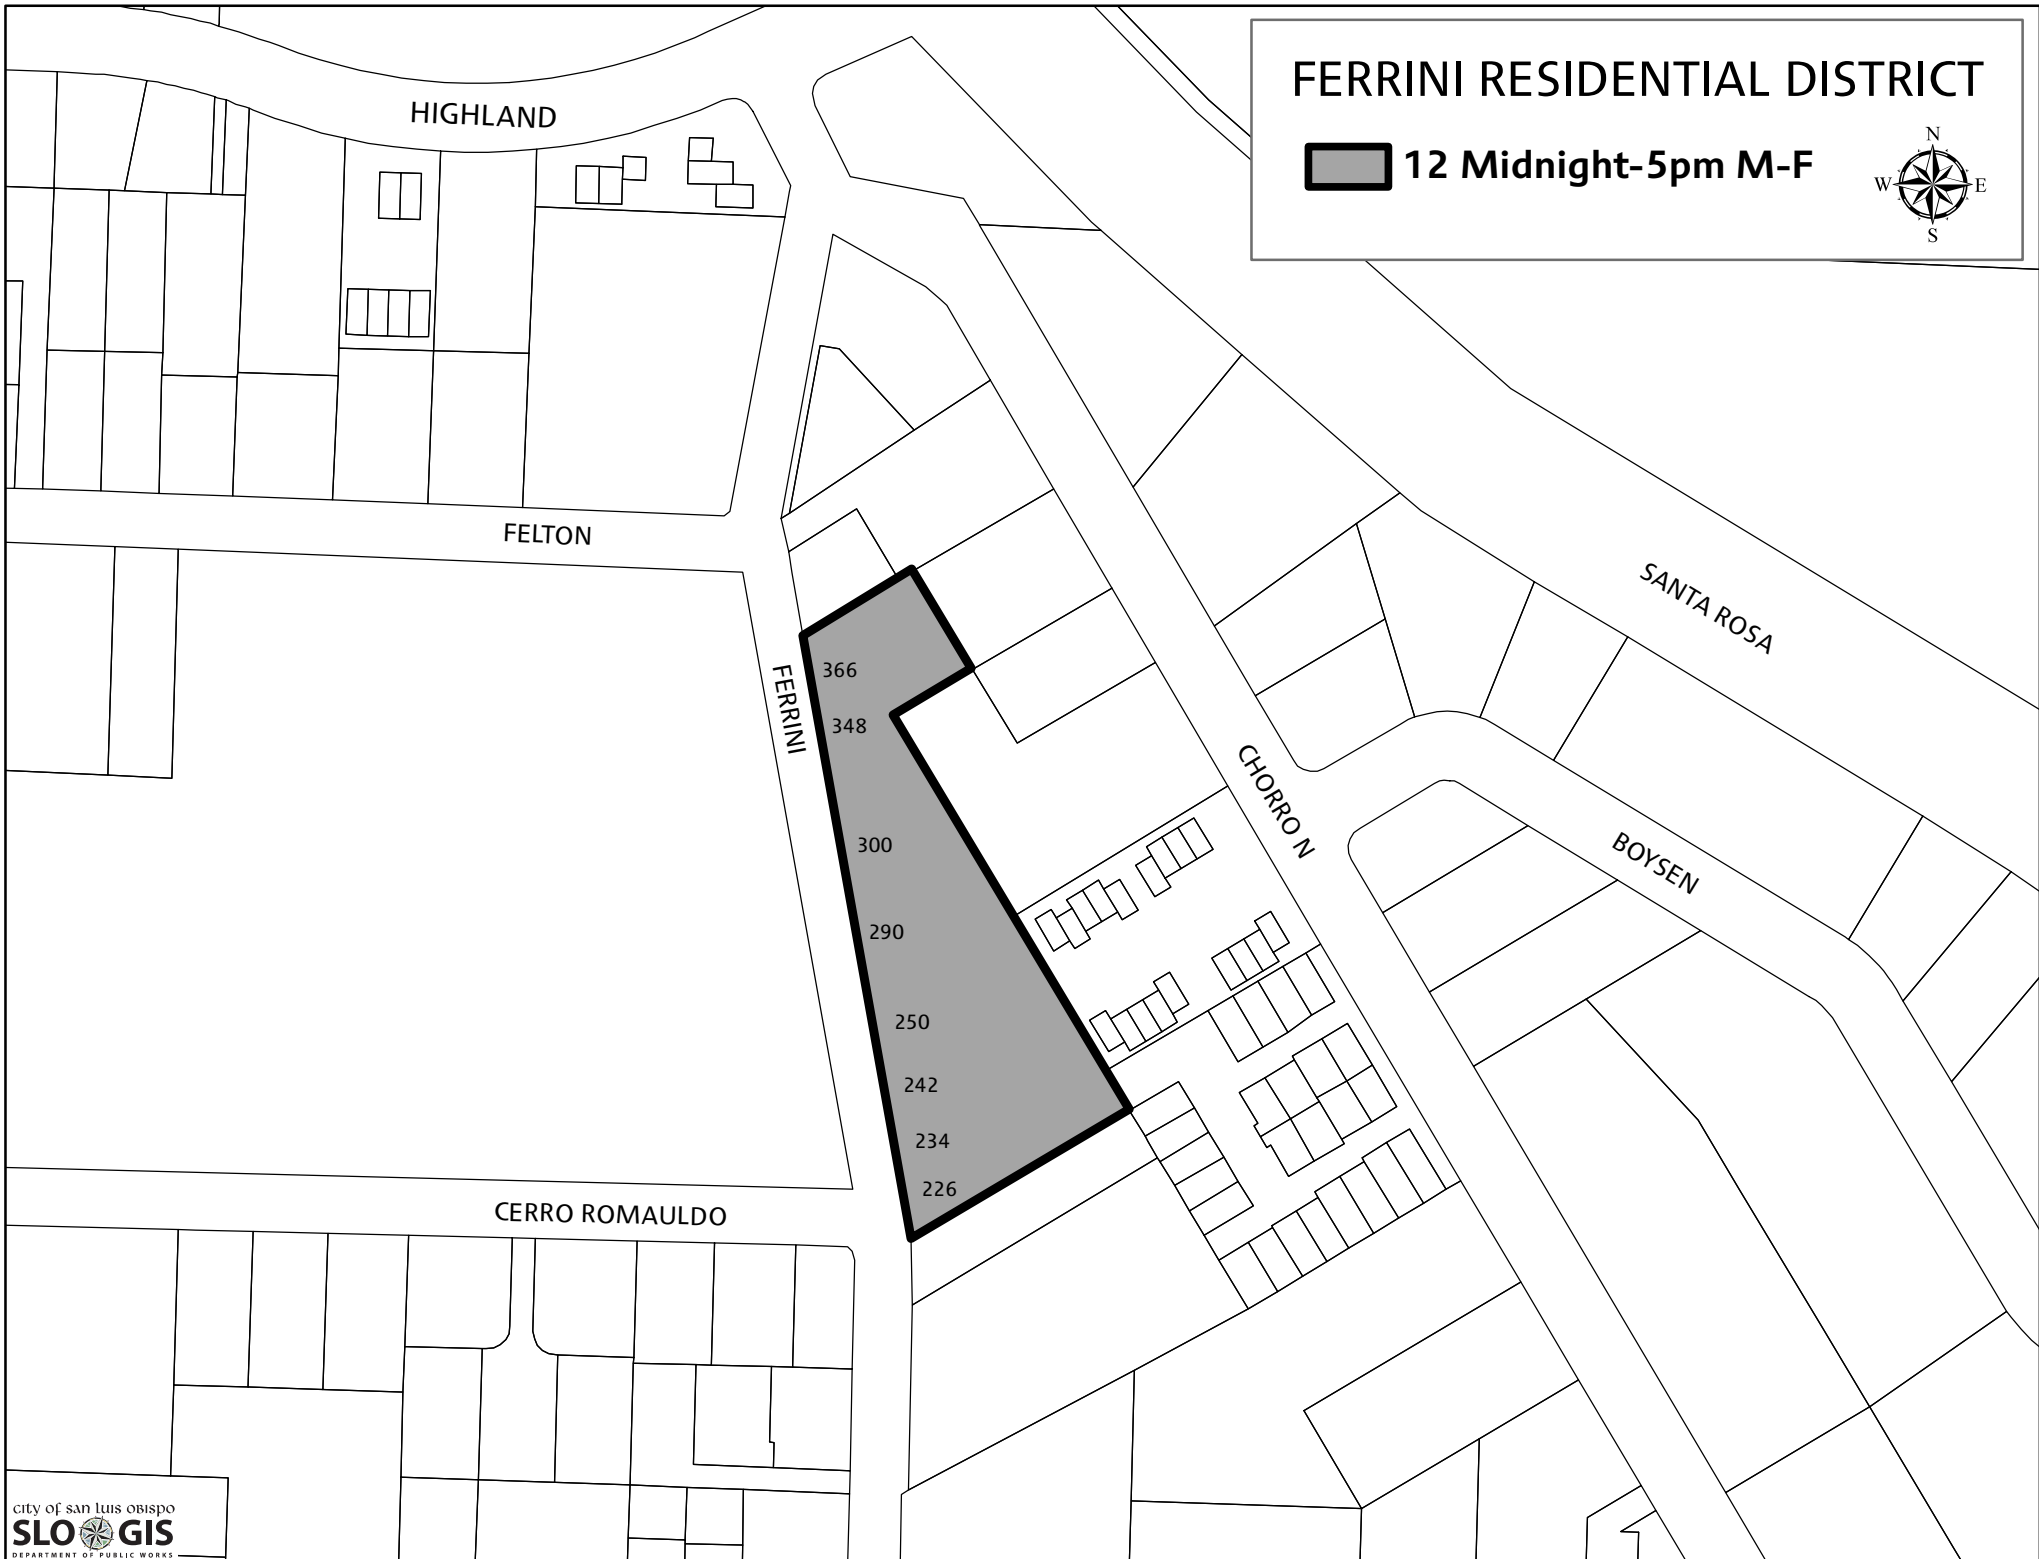 FERRINI RESIDENTIAL DISTRICT
12 Midnight-5pm M-F
N
W
E
S
HIGHLAND
FELTON
FERRINI
SANTA ROSA
CHORRO N
BOYSEN
CERRO ROMAULDO
366
348
300
290
250
242
234
226
city of san luis obispo
SLO GIS
DEPARTMENT OF PUBLIC WORKS